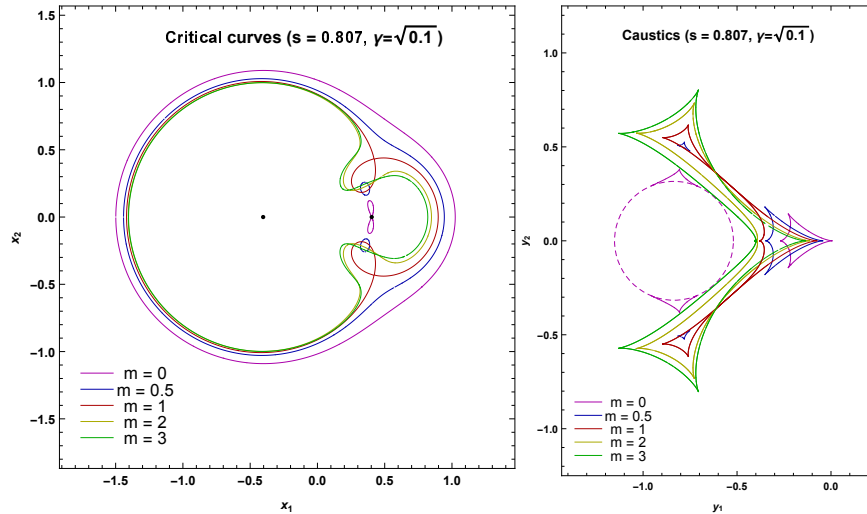 Critical curves (s = 0.807, γ=√0.1)
1.5
1.0
0.5
0.0
−0.5
−1.0
−1.5
x₂
m = 0
m = 0.5
m = 1
m = 2
m = 3
−1.5 −1.0 −0.5 0.0 0.5 1.0
x₁
Caustics (s = 0.807, γ=√0.1)
1.0
0.5
0.0
−0.5
−1.0
y₂
m = 0
m = 0.5
m = 1
m = 2
m = 3
−1.0 −0.5 0.0
y₁